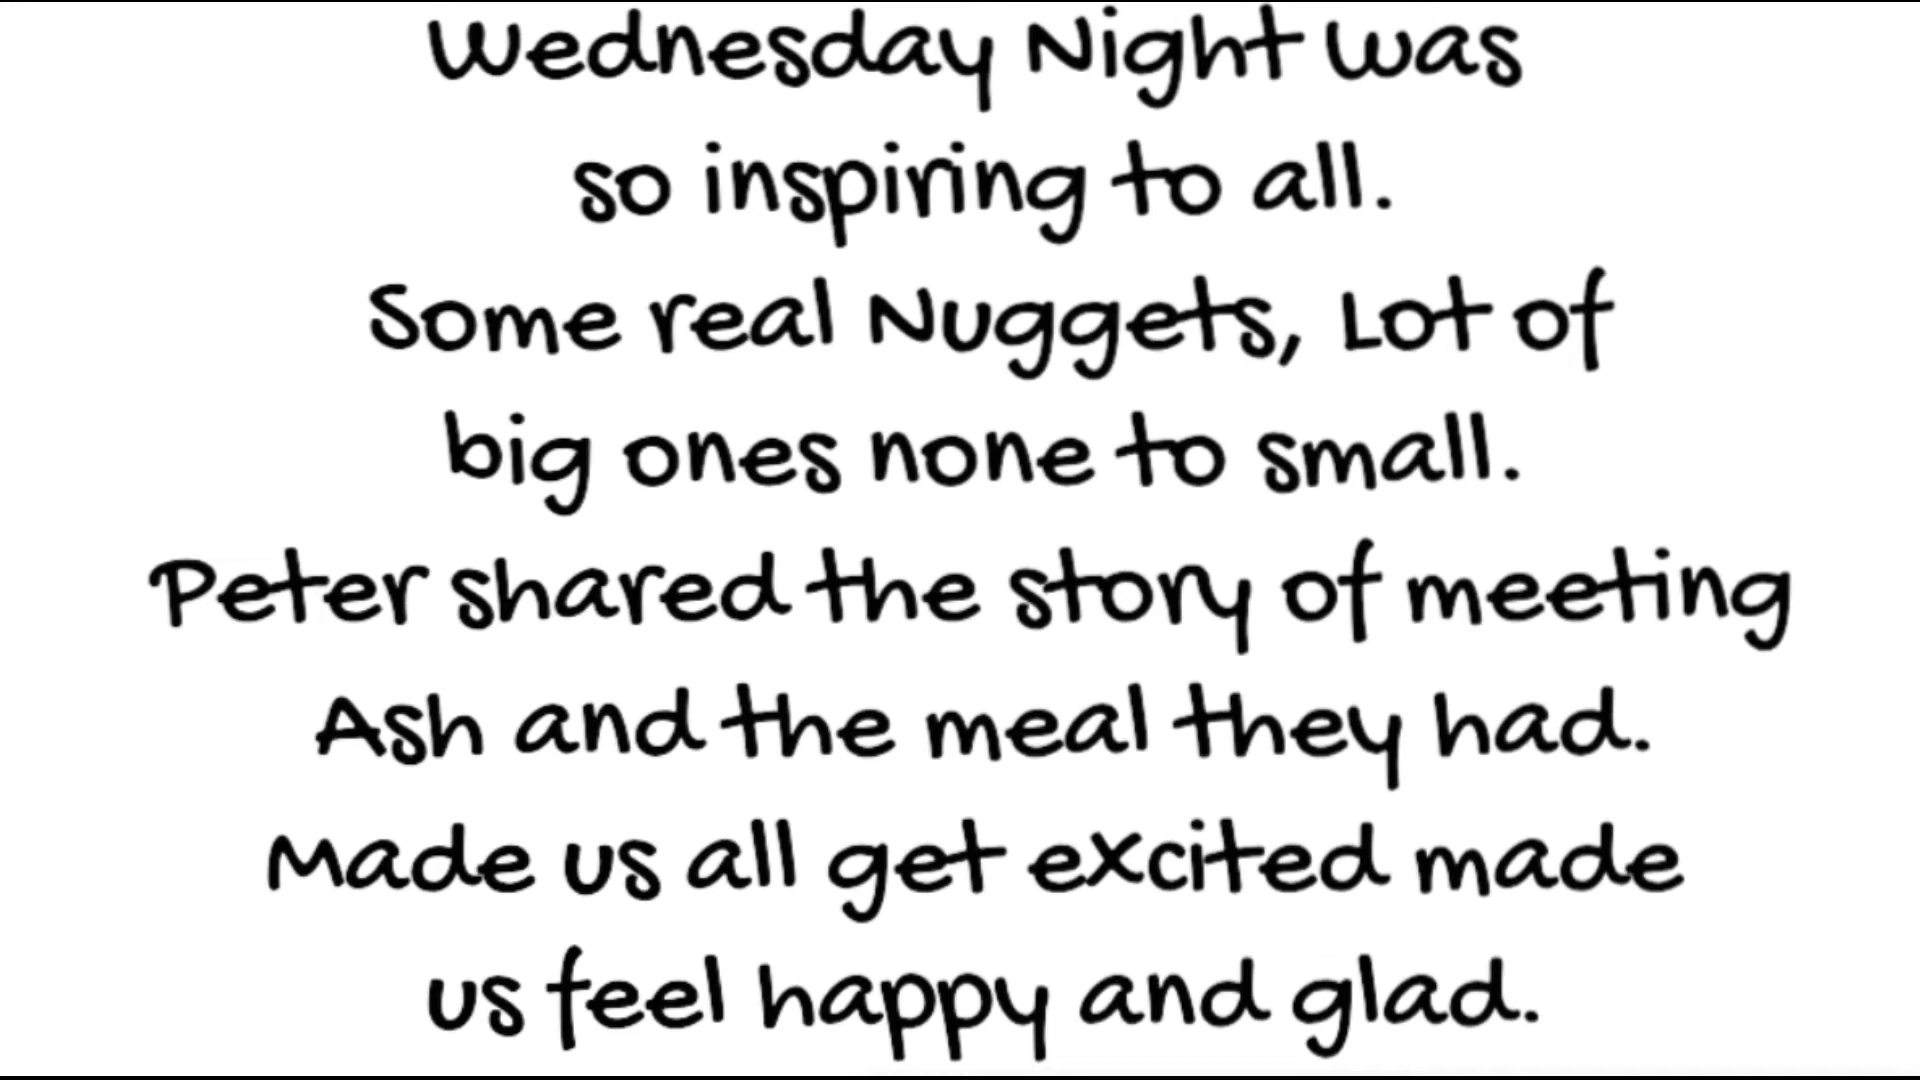 Wednesday Night was
so inspiring to all.
Some real Nuggets, Lot of
big ones none to small.
Peter shared the story of meeting
Ash and the meal they had.
Made us all get excited made
us feel happy and glad.